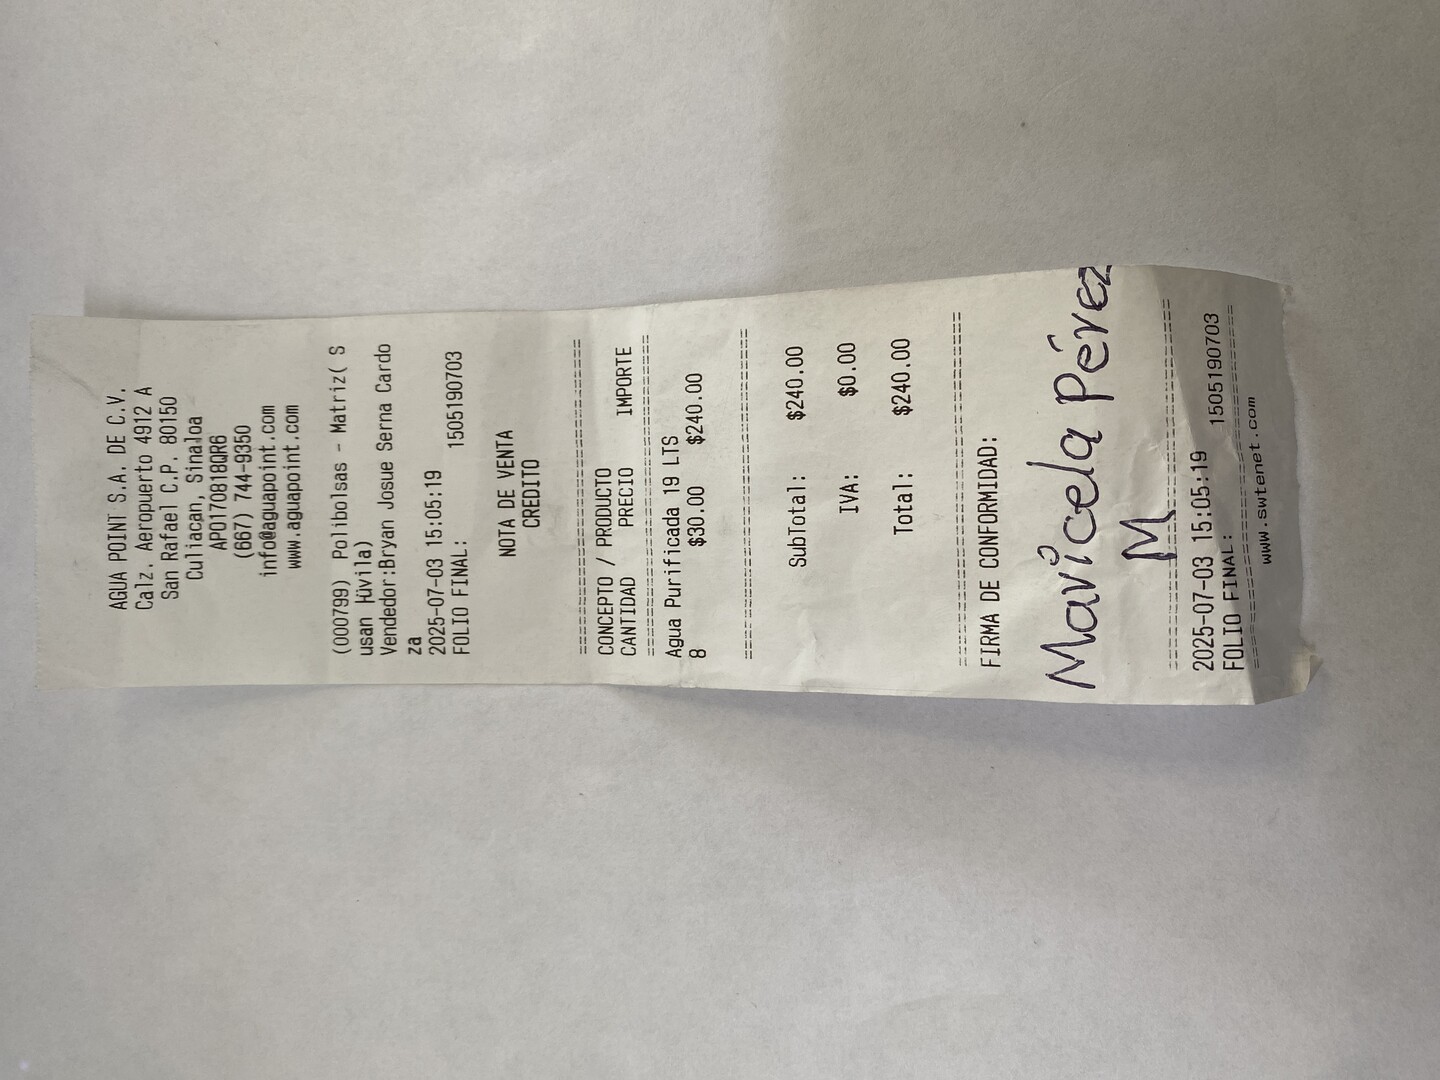 AGUA POINT S.A. DE C.V.
Calz. Aeropuerto 4912 A
San Rafael C.P. 80150
Culiacan, Sinaloa
APO170818QR6
(667) 744-9350
info@aguapoint.com
www.aguapoint.com
(000799) Polibolsas - Matriz( S
usan Hüvila)
Vendedor:Bryan Josue Serna Cardo
za
2025-07-03 15:05:19
FOLIO FINAL: 1505190703
NOTA DE VENTA
CREDITO
================================
CONCEPTO / PRODUCTO
CANTIDAD PRECIO IMPORTE
================================
Agua Purificada 19 LTS
8 $30.00 $240.00
================================
SubTotal: $240.00
IVA: $0.00
Total: $240.00
================================
FIRMA DE CONFORMIDAD:
Maricela Pérez
M
================================
2025-07-03 15:05:19
FOLIO FINAL: 1505190703
================================
www.swtenet.com